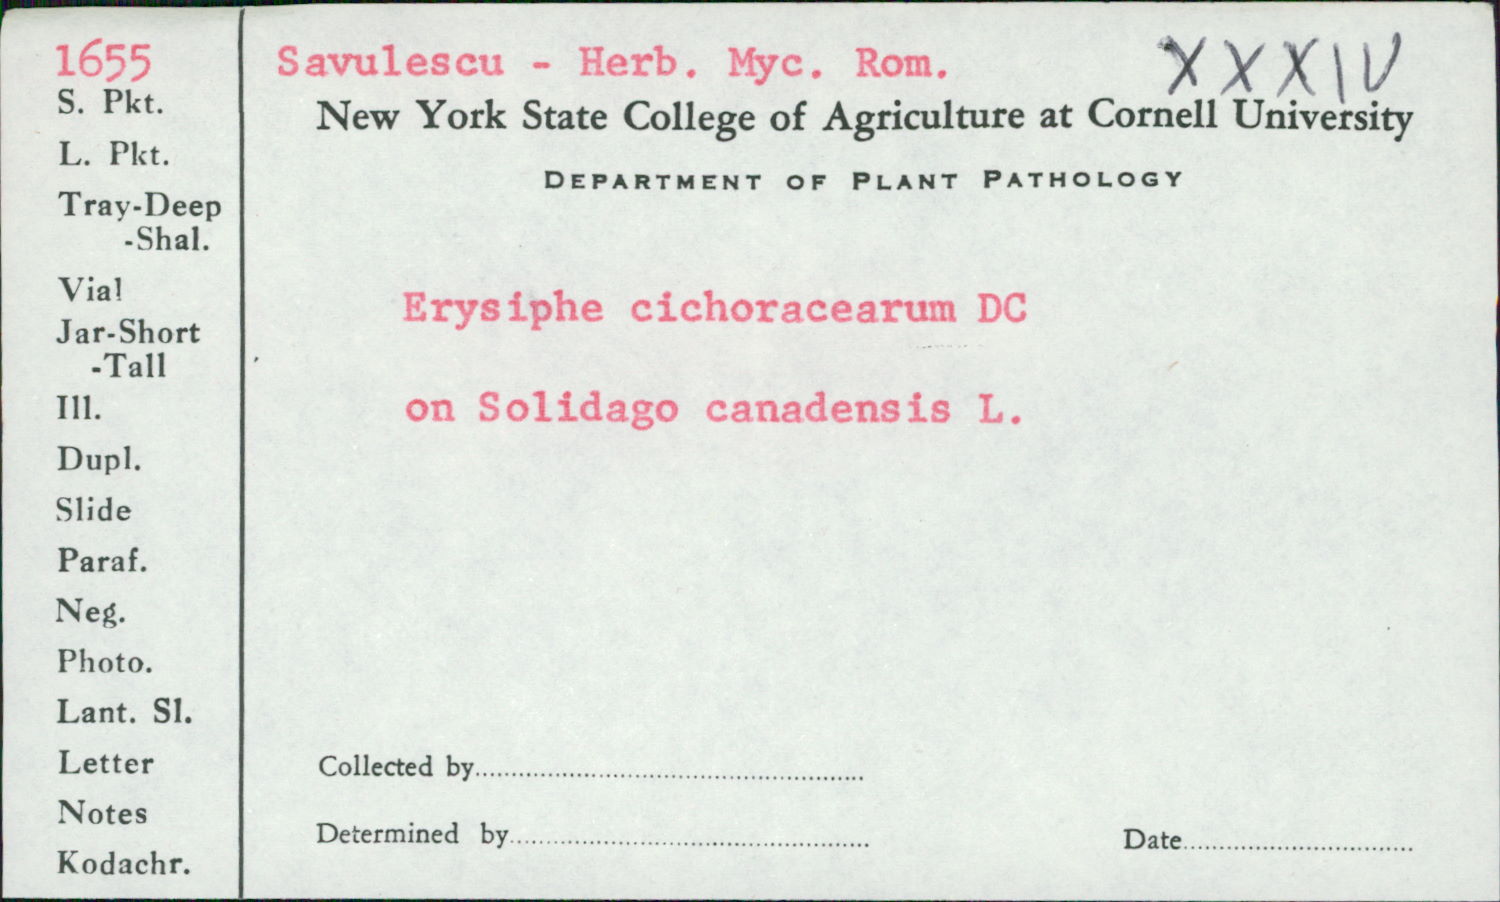 1655
S. Pkt.
L. Pkt.
Tray-Deep
-Shal.
Vial
Jar-Short
-Tall
Ill.
Dupl.
Slide
Paraf.
Neg.
Photo.
Lant. Sl.
Letter
Notes
Kodachr.
Savulescu - Herb. Myc. Rom. XXXIV
New York State College of Agriculture at Cornell University
DEPARTMENT OF PLANT PATHOLOGY
Erysiphe cichoracearum DC
on Solidago canadensis L.
Collected by
Determined by
Date